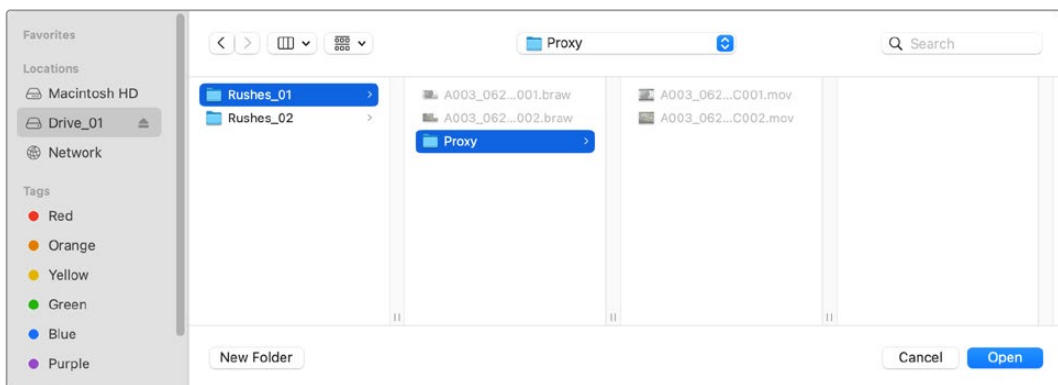 Favorites
Proxy
Search
Locations
Macintosh HD
Rushes_01
A003_062...001.braw
A003_062...C001.mov
Drive_01
Rushes_02
A003_062...002.braw
A003_062...C002.mov
Network
Proxy
Tags
Red
Orange
Yellow
Green
Blue
Purple
New Folder
Cancel
Open